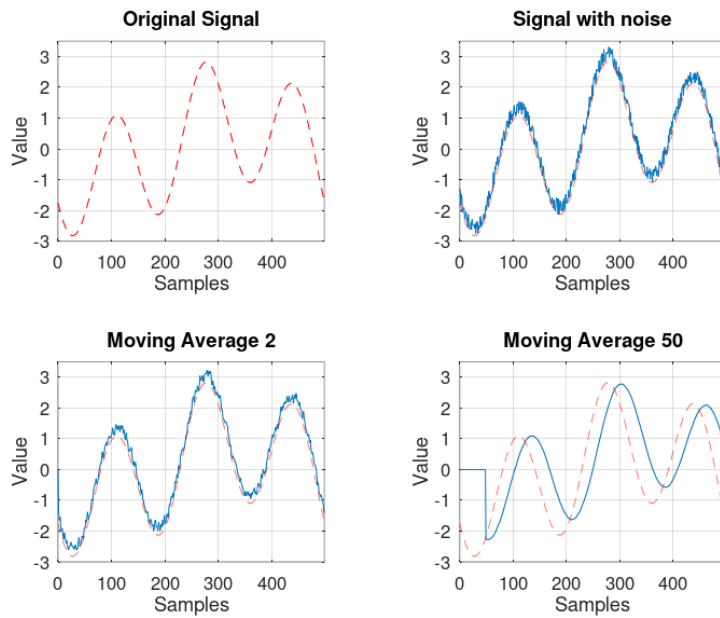 Original Signal
3
2
1
0
-1
-2
-3
Value
0 100 200 300 400
Samples
Signal with noise
3
2
1
0
-1
-2
-3
Value
0 100 200 300 400
Samples
Moving Average 2
3
2
1
0
-1
-2
-3
Value
0 100 200 300 400
Samples
Moving Average 50
3
2
1
0
-1
-2
-3
Value
0 100 200 300 400
Samples